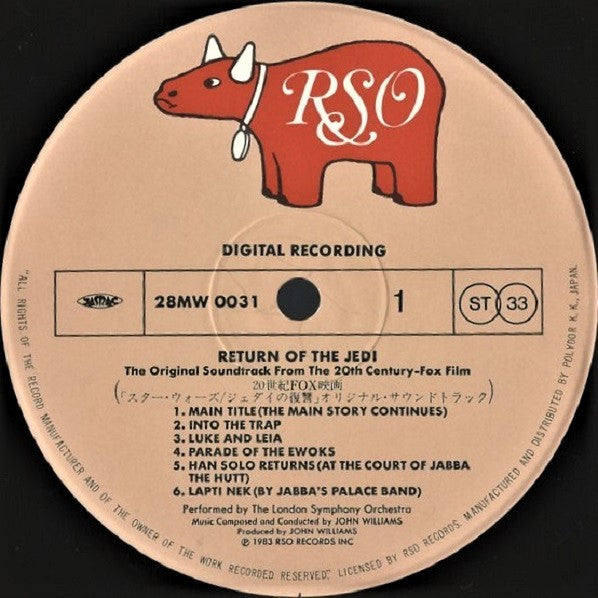 RSO
DIGITAL RECORDING
JASRAC
28MW 0031
1
ST 33
RETURN OF THE JEDI
The Original Soundtrack From The 20th Century-Fox Film
20世紀FOX映画
(「スター・ウォーズ/ジェダイの復讐」オリジナル・サウンドトラック)
1. MAIN TITLE (THE MAIN STORY CONTINUES)
2. INTO THE TRAP
3. LUKE AND LEIA
4. PARADE OF THE EWOKS
5. HAN SOLO RETURNS (AT THE COURT OF JABBA
THE HUTT)
6. LAPTI NEK (BY JABBA'S PALACE BAND)
Performed by The London Symphony Orchestra
Music Composed and Conducted by JOHN WILLIAMS
Produced by JOHN WILLIAMS
℗ 1983 RSO RECORDS INC
"ALL RIGHTS OF THE RECORD MANUFACTURER AND OF THE OWNER OF THE WORK RECORDED RESERVED." LICENSED BY RSO RECORDS. MANUFACTURED AND DISTRIBUTED BY POLYDOR K.K., JAPAN.